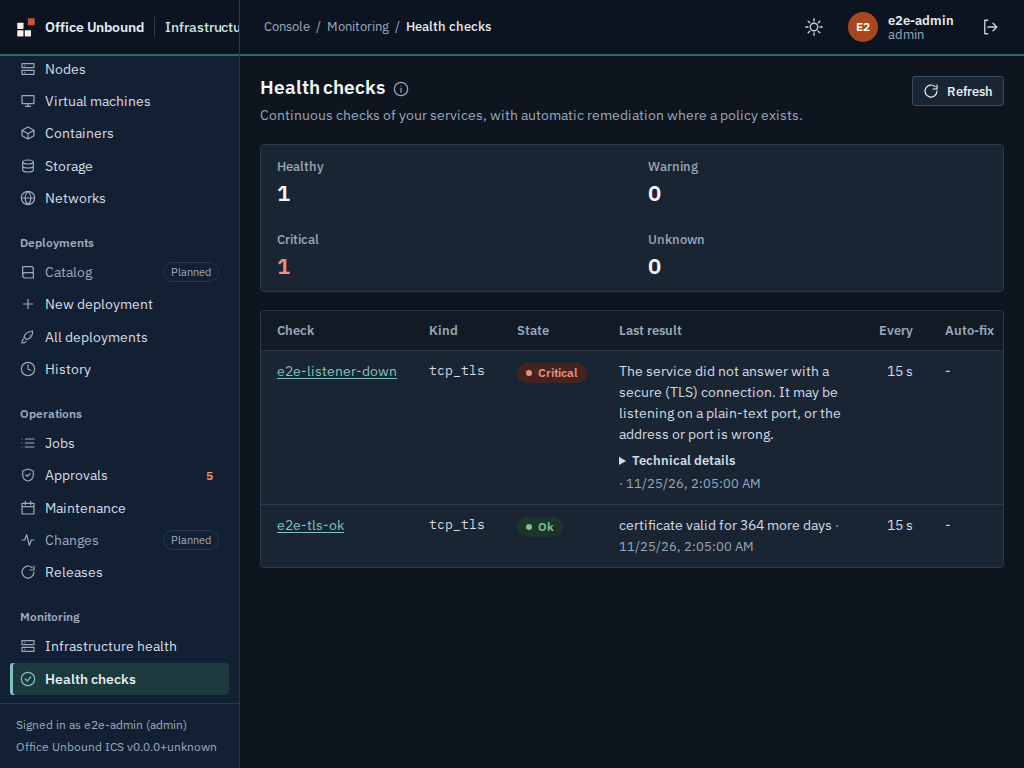 Office Unbound
Infrastructu
Console / Monitoring / Health checks
E2
e2e-admin
admin
Nodes
Virtual machines
Containers
Storage
Networks
Deployments
Catalog Planned
New deployment
All deployments
History
Operations
Jobs
Approvals 5
Maintenance
Changes Planned
Releases
Monitoring
Infrastructure health
Health checks
Signed in as e2e-admin (admin)
Office Unbound ICS v0.0.0+unknown
Health checks
Refresh
Continuous checks of your services, with automatic remediation where a policy exists.
Healthy
1
Warning
0
Critical
1
Unknown
0
Check Kind State Last result Every Auto-fix
e2e-listener-down tcp_tls Critical The service did not answer with a 15 s -
secure (TLS) connection. It may be
listening on a plain-text port, or the
address or port is wrong.
Technical details
· 11/25/26, 2:05:00 AM
e2e-tls-ok tcp_tls Ok certificate valid for 364 more days · 15 s -
11/25/26, 2:05:00 AM